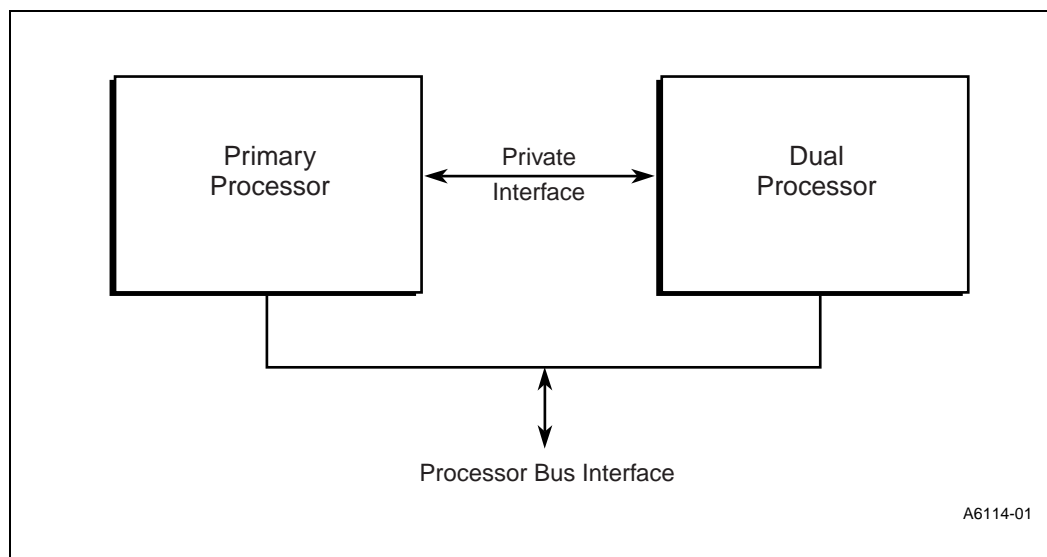 Primary
Processor
Private
Interface
Dual
Processor
Processor Bus Interface
A6114-01